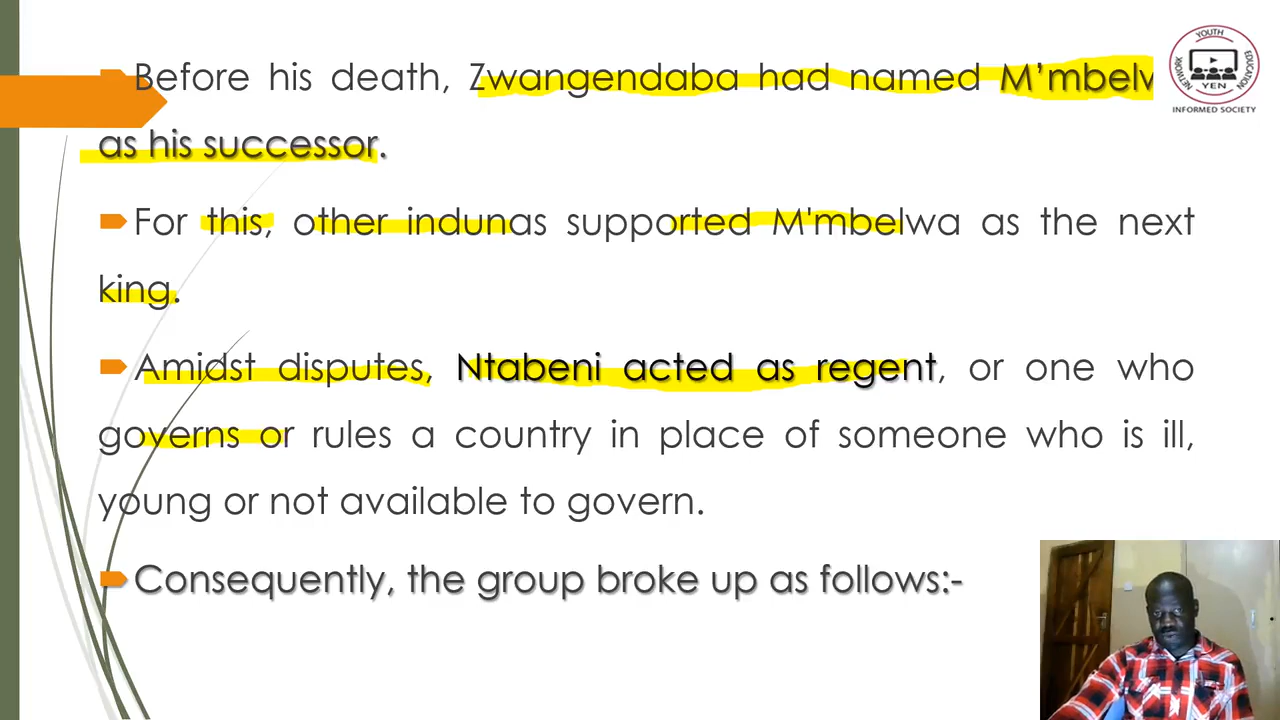 Before his death, Zwangendaba had named M’mbelw
as his successor.
For this, other indunas supported M'mbelwa as the next
king.
Amidst disputes, Ntabeni acted as regent, or one who
governs or rules a country in place of someone who is ill,
young or not available to govern.
Consequently, the group broke up as follows:-
YOUTH
EDUCATION
NETWORK
YEN
INFORMED SOCIETY